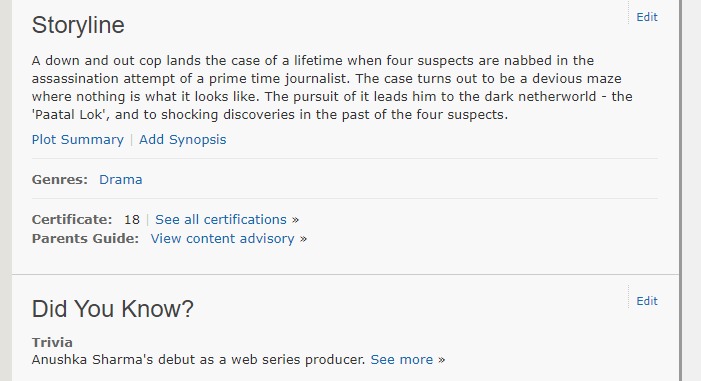 Storyline
Edit
A down and out cop lands the case of a lifetime when four suspects are nabbed in the
assassination attempt of a prime time journalist. The case turns out to be a devious maze
where nothing is what it looks like. The pursuit of it leads him to the dark netherworld - the
'Paatal Lok', and to shocking discoveries in the past of the four suspects.
Plot Summary | Add Synopsis
Genres: Drama
Certificate: 18 | See all certifications »
Parents Guide: View content advisory »
Did You Know?
Edit
Trivia
Anushka Sharma's debut as a web series producer. See more »